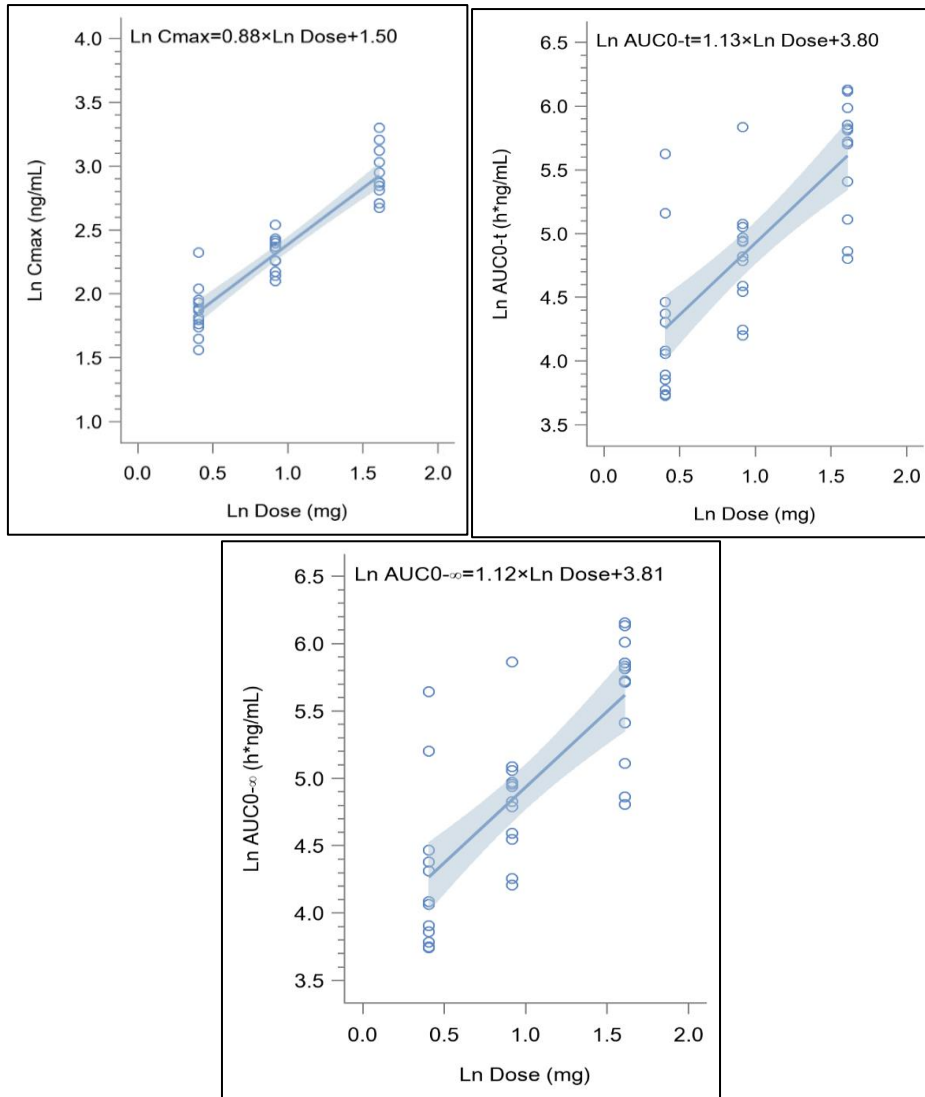 Ln Cmax=0.88×Ln Dose+1.50
4.0
3.5
3.0
2.5
2.0
1.5
1.0
Ln Cmax (ng/mL)
0.0 0.5 1.0 1.5 2.0
Ln Dose (mg)
Ln AUC0-t=1.13×Ln Dose+3.80
6.5
6.0
5.5
5.0
4.5
4.0
3.5
Ln AUC0-t (h*ng/mL)
0.0 0.5 1.0 1.5 2.0
Ln Dose (mg)
Ln AUC0-∞=1.12×Ln Dose+3.81
6.5
6.0
5.5
5.0
4.5
4.0
3.5
Ln AUC0-∞ (h*ng/mL)
0.0 0.5 1.0 1.5 2.0
Ln Dose (mg)